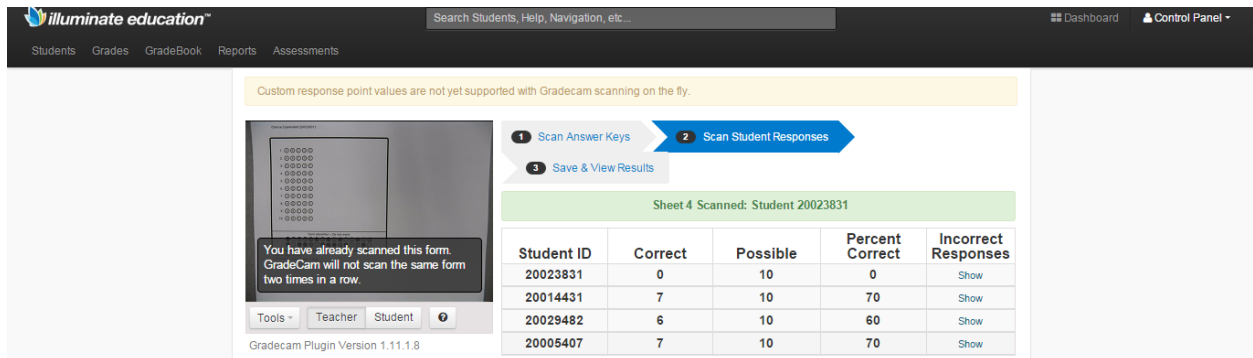 illuminate education™
Search Students, Help, Navigation, etc...
Dashboard
Control Panel
Students Grades GradeBook Reports Assessments
Custom response point values are not yet supported with Gradecam scanning on the fly.
1 Scan Answer Keys
2 Scan Student Responses
3 Save & View Results
You have already scanned this form.
GradeCam will not scan the same form
two times in a row.
Tools Teacher Student ?
Gradecam Plugin Version 1.11.1.8
Sheet 4 Scanned: Student 20023831
Student ID Correct Possible Percent Correct Incorrect Responses
20023831 0 10 0 Show
20014431 7 10 70 Show
20029482 6 10 60 Show
20005407 7 10 70 Show